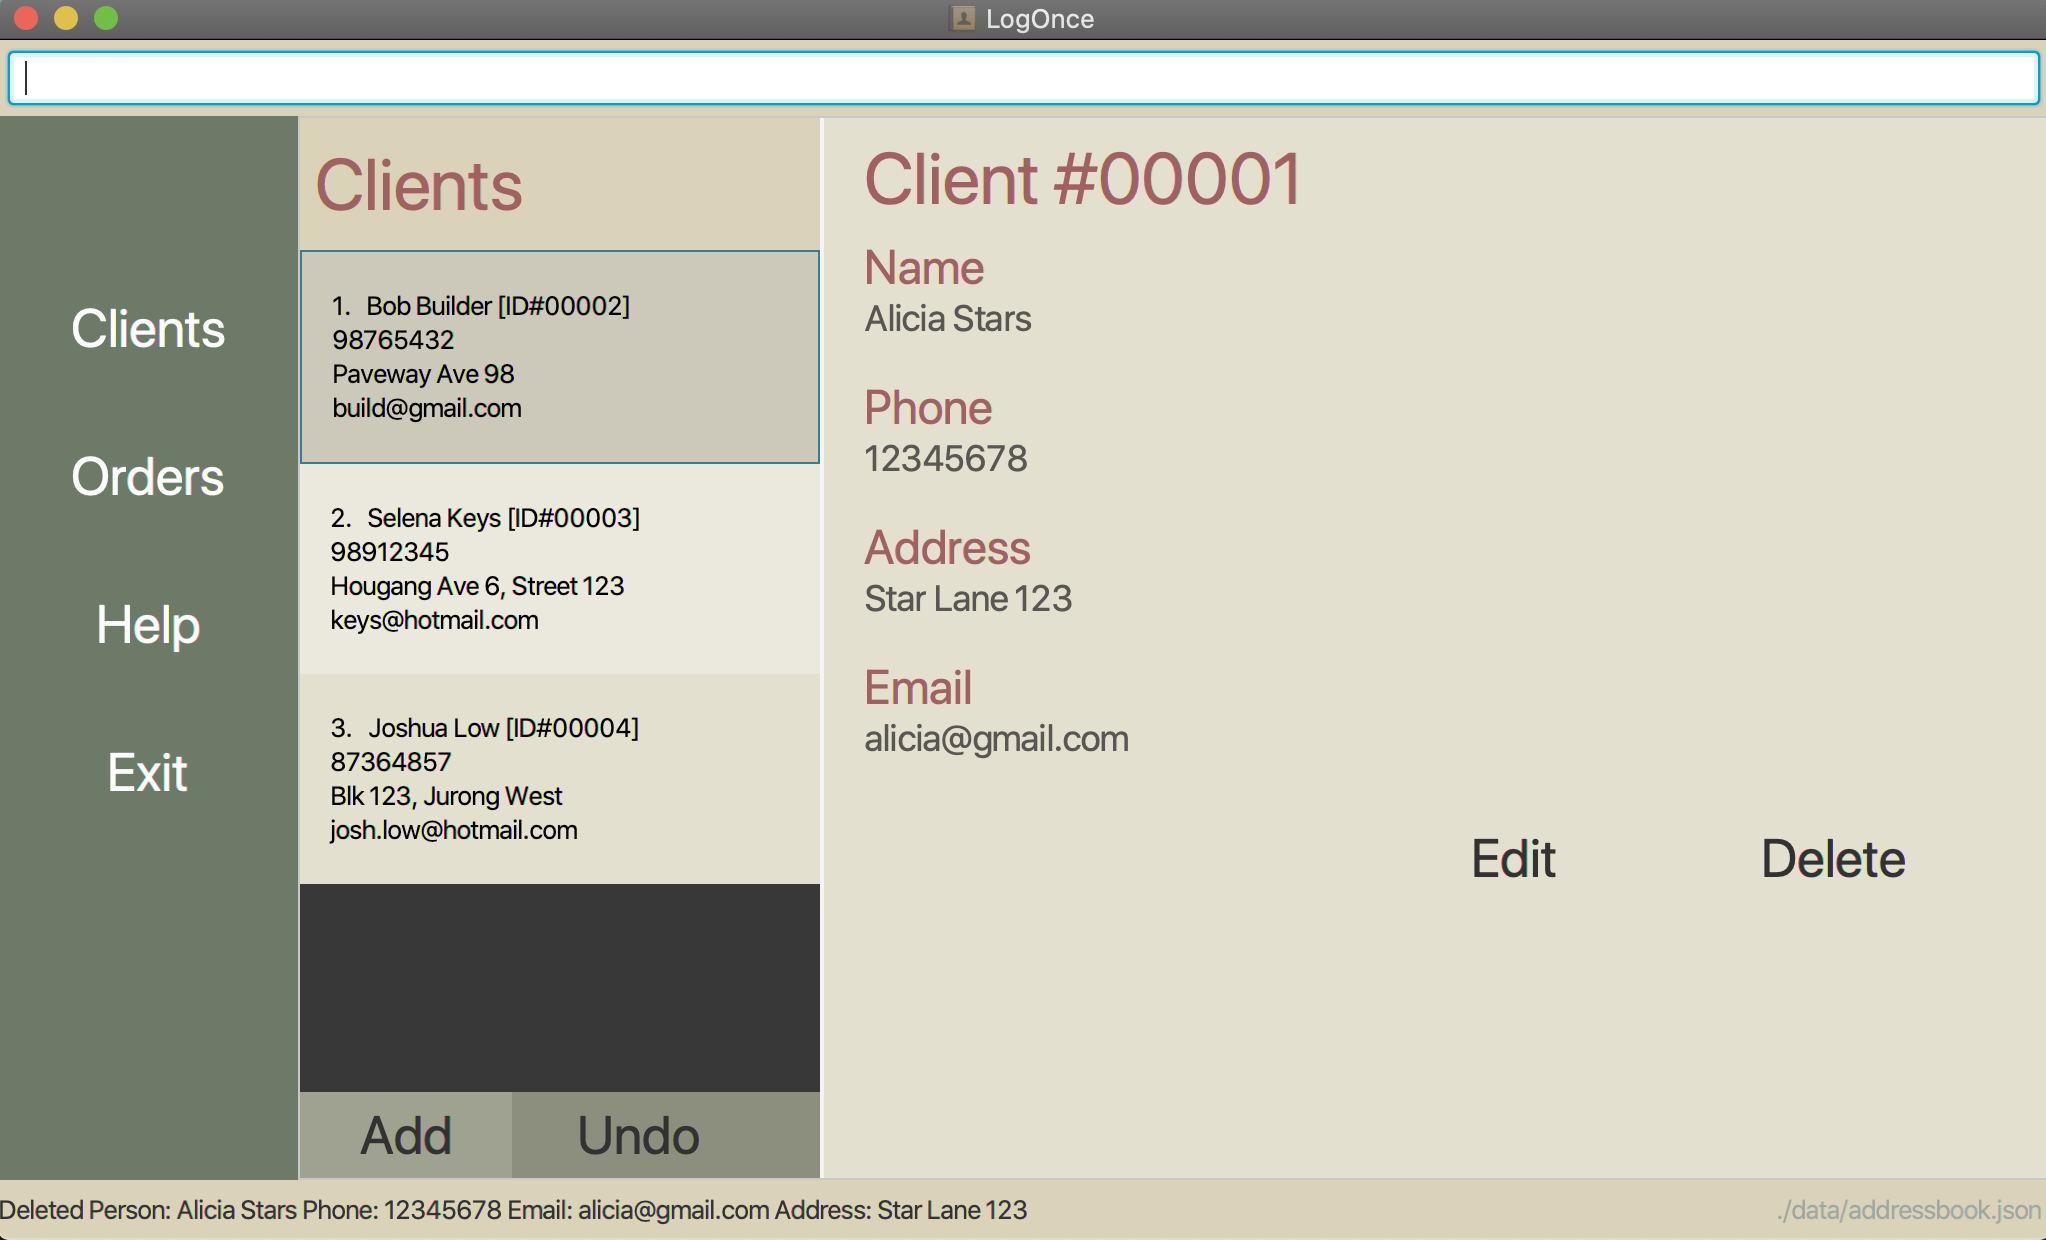 LogOnce
Clients
Orders
Help
Exit
Clients
1. Bob Builder [ID#00002]
98765432
Paveway Ave 98
build@gmail.com
2. Selena Keys [ID#00003]
98912345
Hougang Ave 6, Street 123
keys@hotmail.com
3. Joshua Low [ID#00004]
87364857
Blk 123, Jurong West
josh.low@hotmail.com
Add Undo
Client #00001
Name
Alicia Stars
Phone
12345678
Address
Star Lane 123
Email
alicia@gmail.com
Edit Delete
Deleted Person: Alicia Stars Phone: 12345678 Email: alicia@gmail.com Address: Star Lane 123
./data/addressbook.json